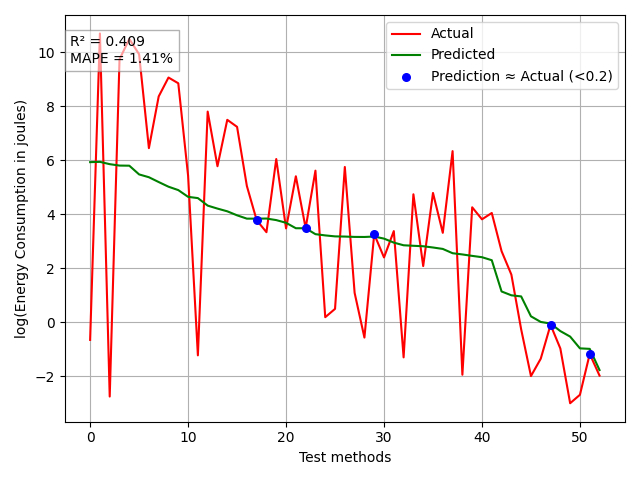 R² = 0.409
MAPE = 1.41%
Actual
Predicted
Prediction ≈ Actual (<0.2)
log(Energy Consumption in joules)
10
8
6
4
2
0
−2
0 10 20 30 40 50
Test methods